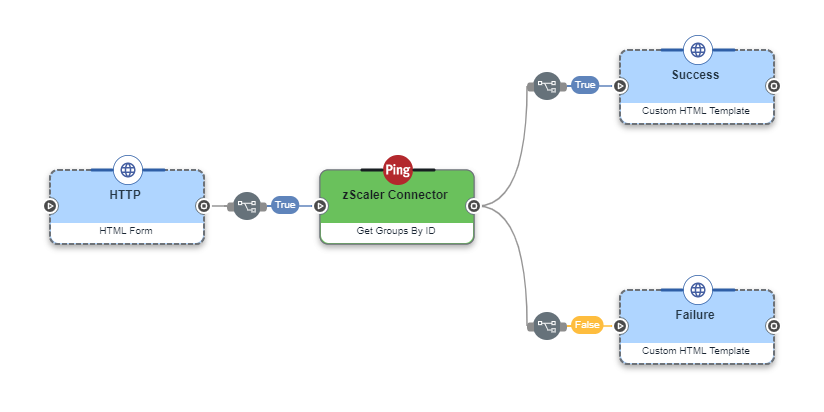 HTTP
HTML Form
True
Ping
zScaler Connector
Get Groups By ID
True
Success
Custom HTML Template
False
Failure
Custom HTML Template